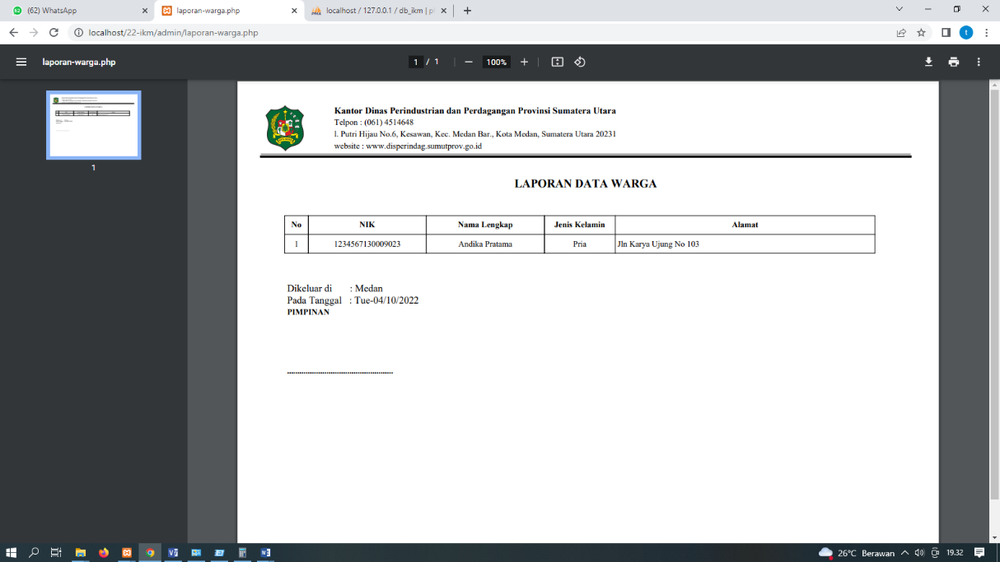 (62) WhatsApp
laporan-warga.php
localhost / 127.0.0.1 / db_ikm | pl
localhost/22-ikm/admin/laporan-warga.php
t
laporan-warga.php
1 / 1
100%
1
Kantor Dinas Perindustrian dan Perdagangan Provinsi Sumatera Utara
Telpon : (061) 4514648
l. Putri Hijau No.6, Kesawan, Kec. Medan Bar., Kota Medan, Sumatera Utara 20231
website : www.disperindag.sumutprov.go.id
LAPORAN DATA WARGA
No NIK Nama Lengkap Jenis Kelamin Alamat
1 1234567130009023 Andika Pratama Pria Jln Karya Ujung No 103
Dikeluar di : Medan
Pada Tanggal : Tue-04/10/2022
PIMPINAN
...................................................
26°C Berawan 19.32